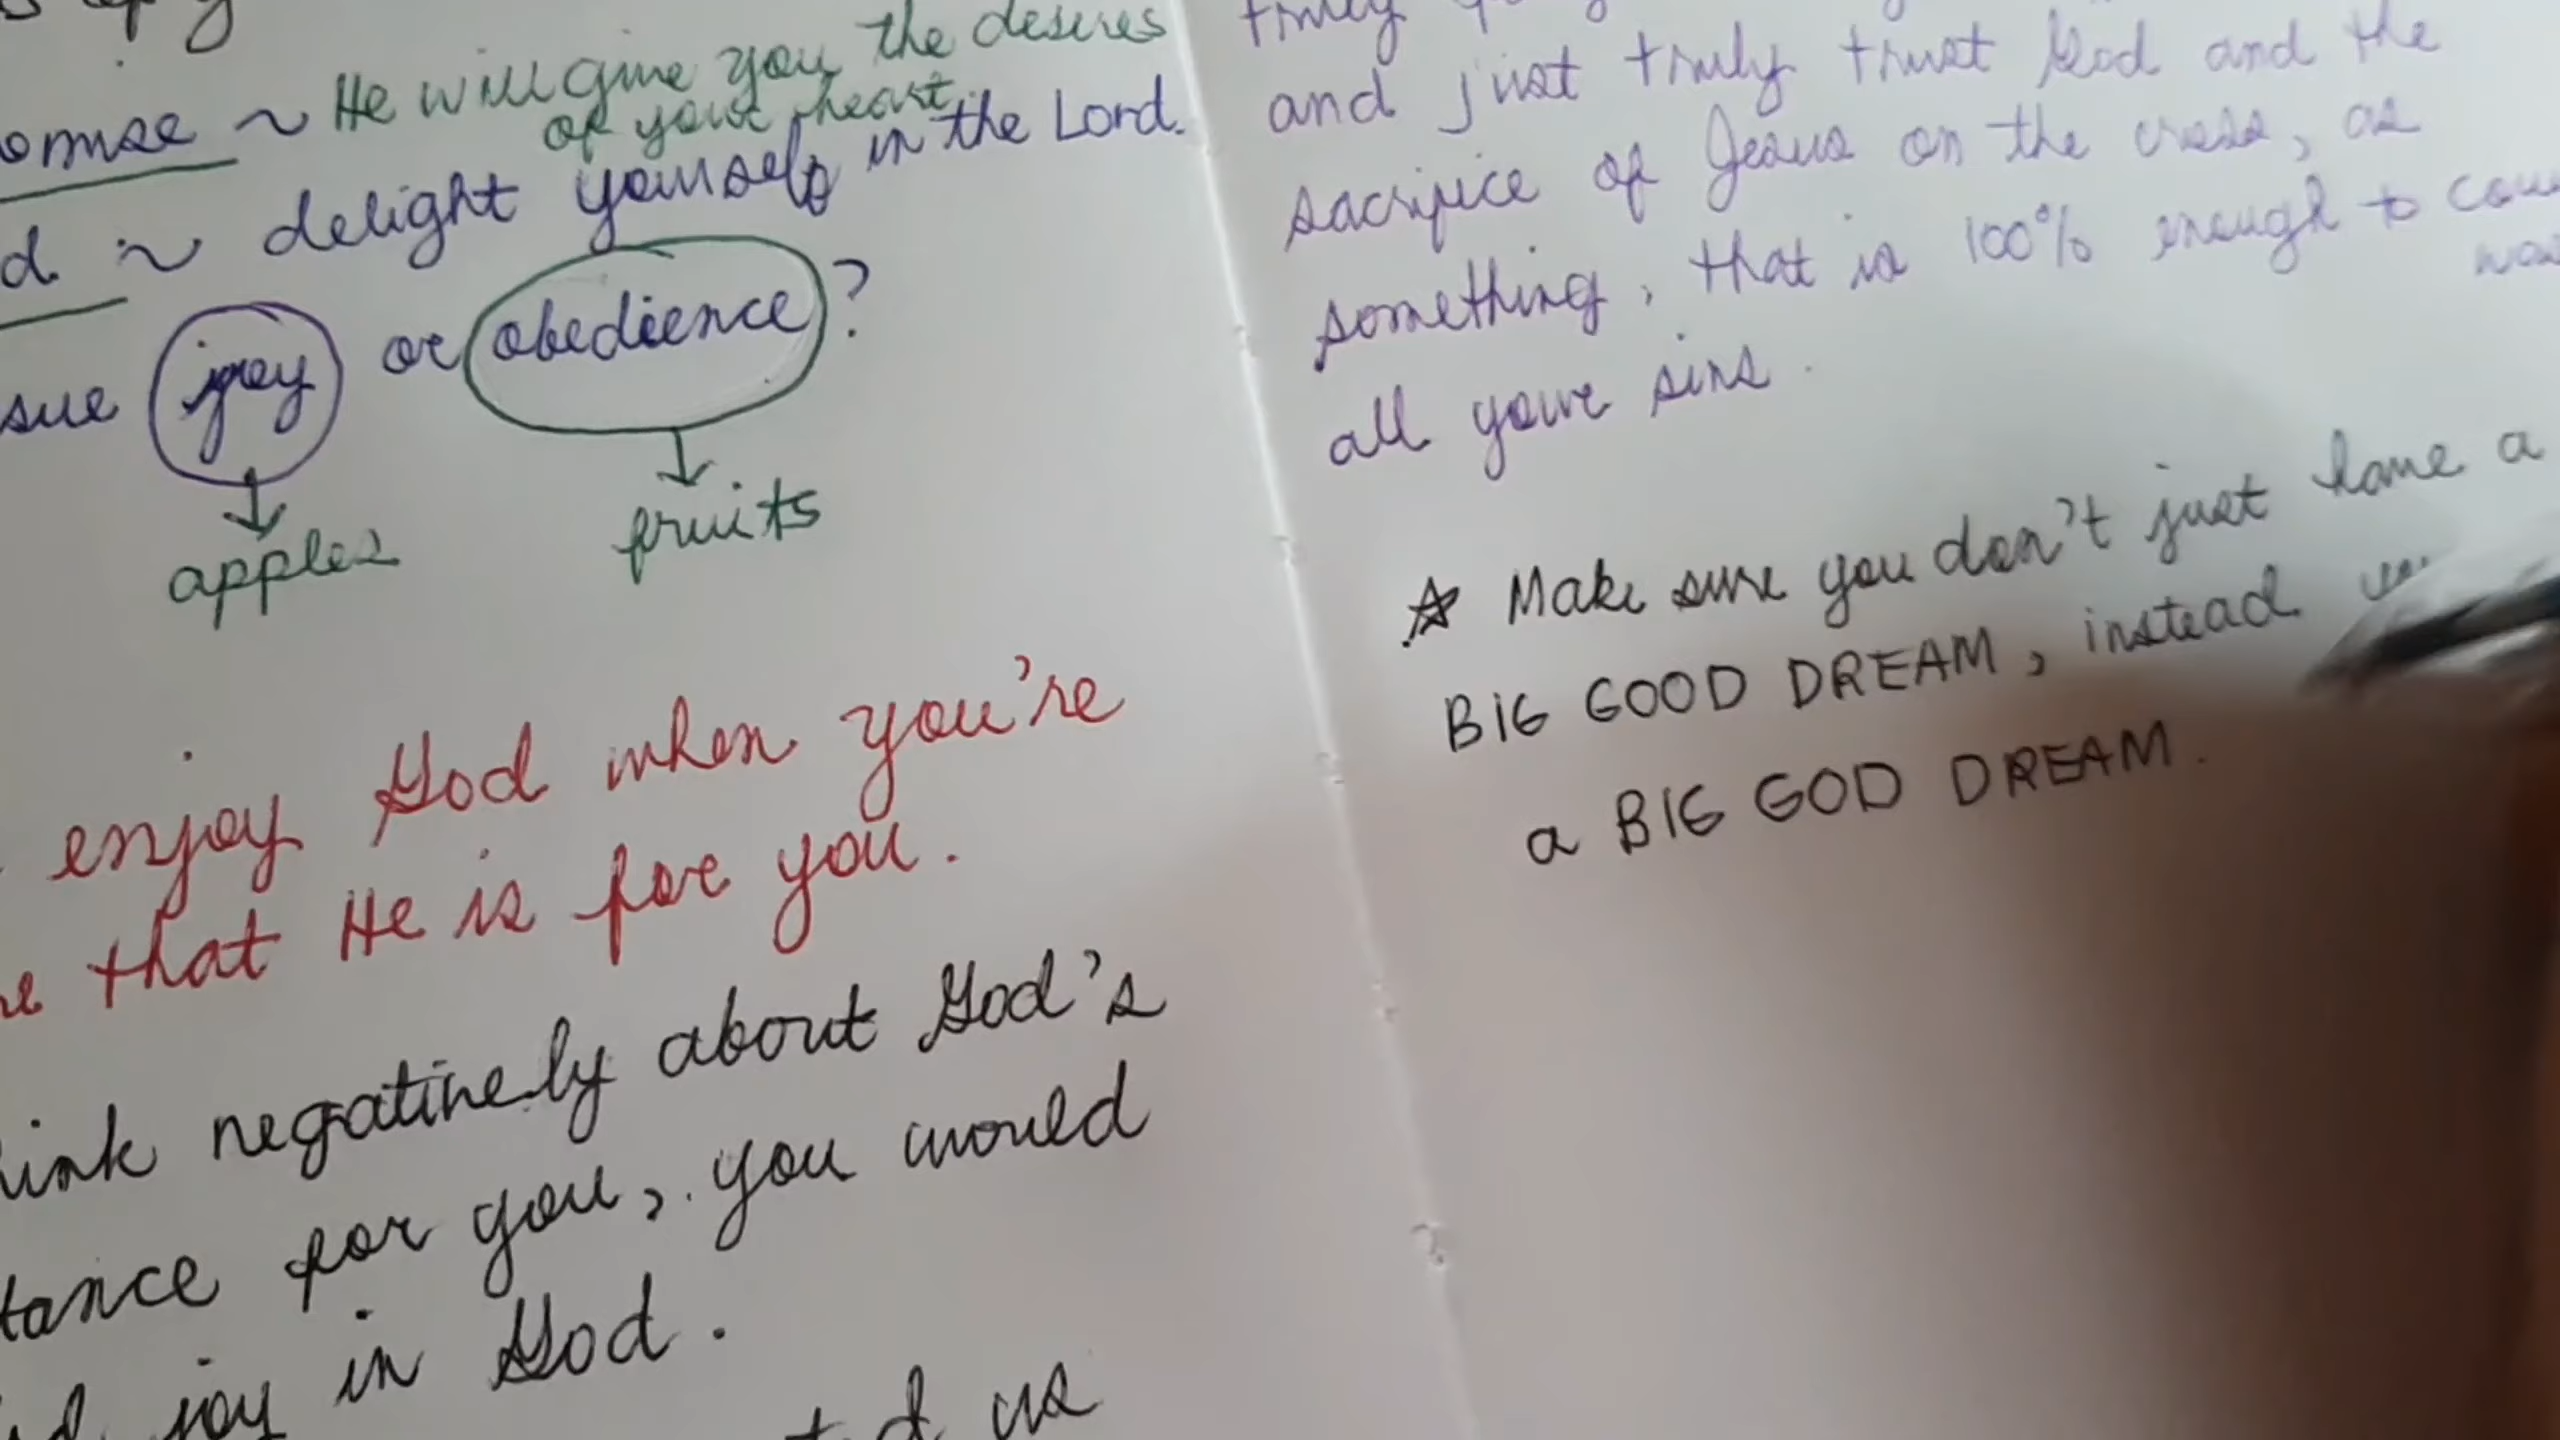 omise ~ He will give you the desires
of your heart.
d ~ delight yourself in the Lord.
sue joy or obedience?
apples
fruits
enjoy God when you're
that He is for you.
ink negatively about God's
tance for you, you would
joy in God.
us
truly
and just truly trust God and the
sacrifice of Jesus on the cross, as
something, that is 100% enough to
all your sins.
☆ Make sure you don't just have a
BIG GOOD DREAM, instead
a BIG GOD DREAM.